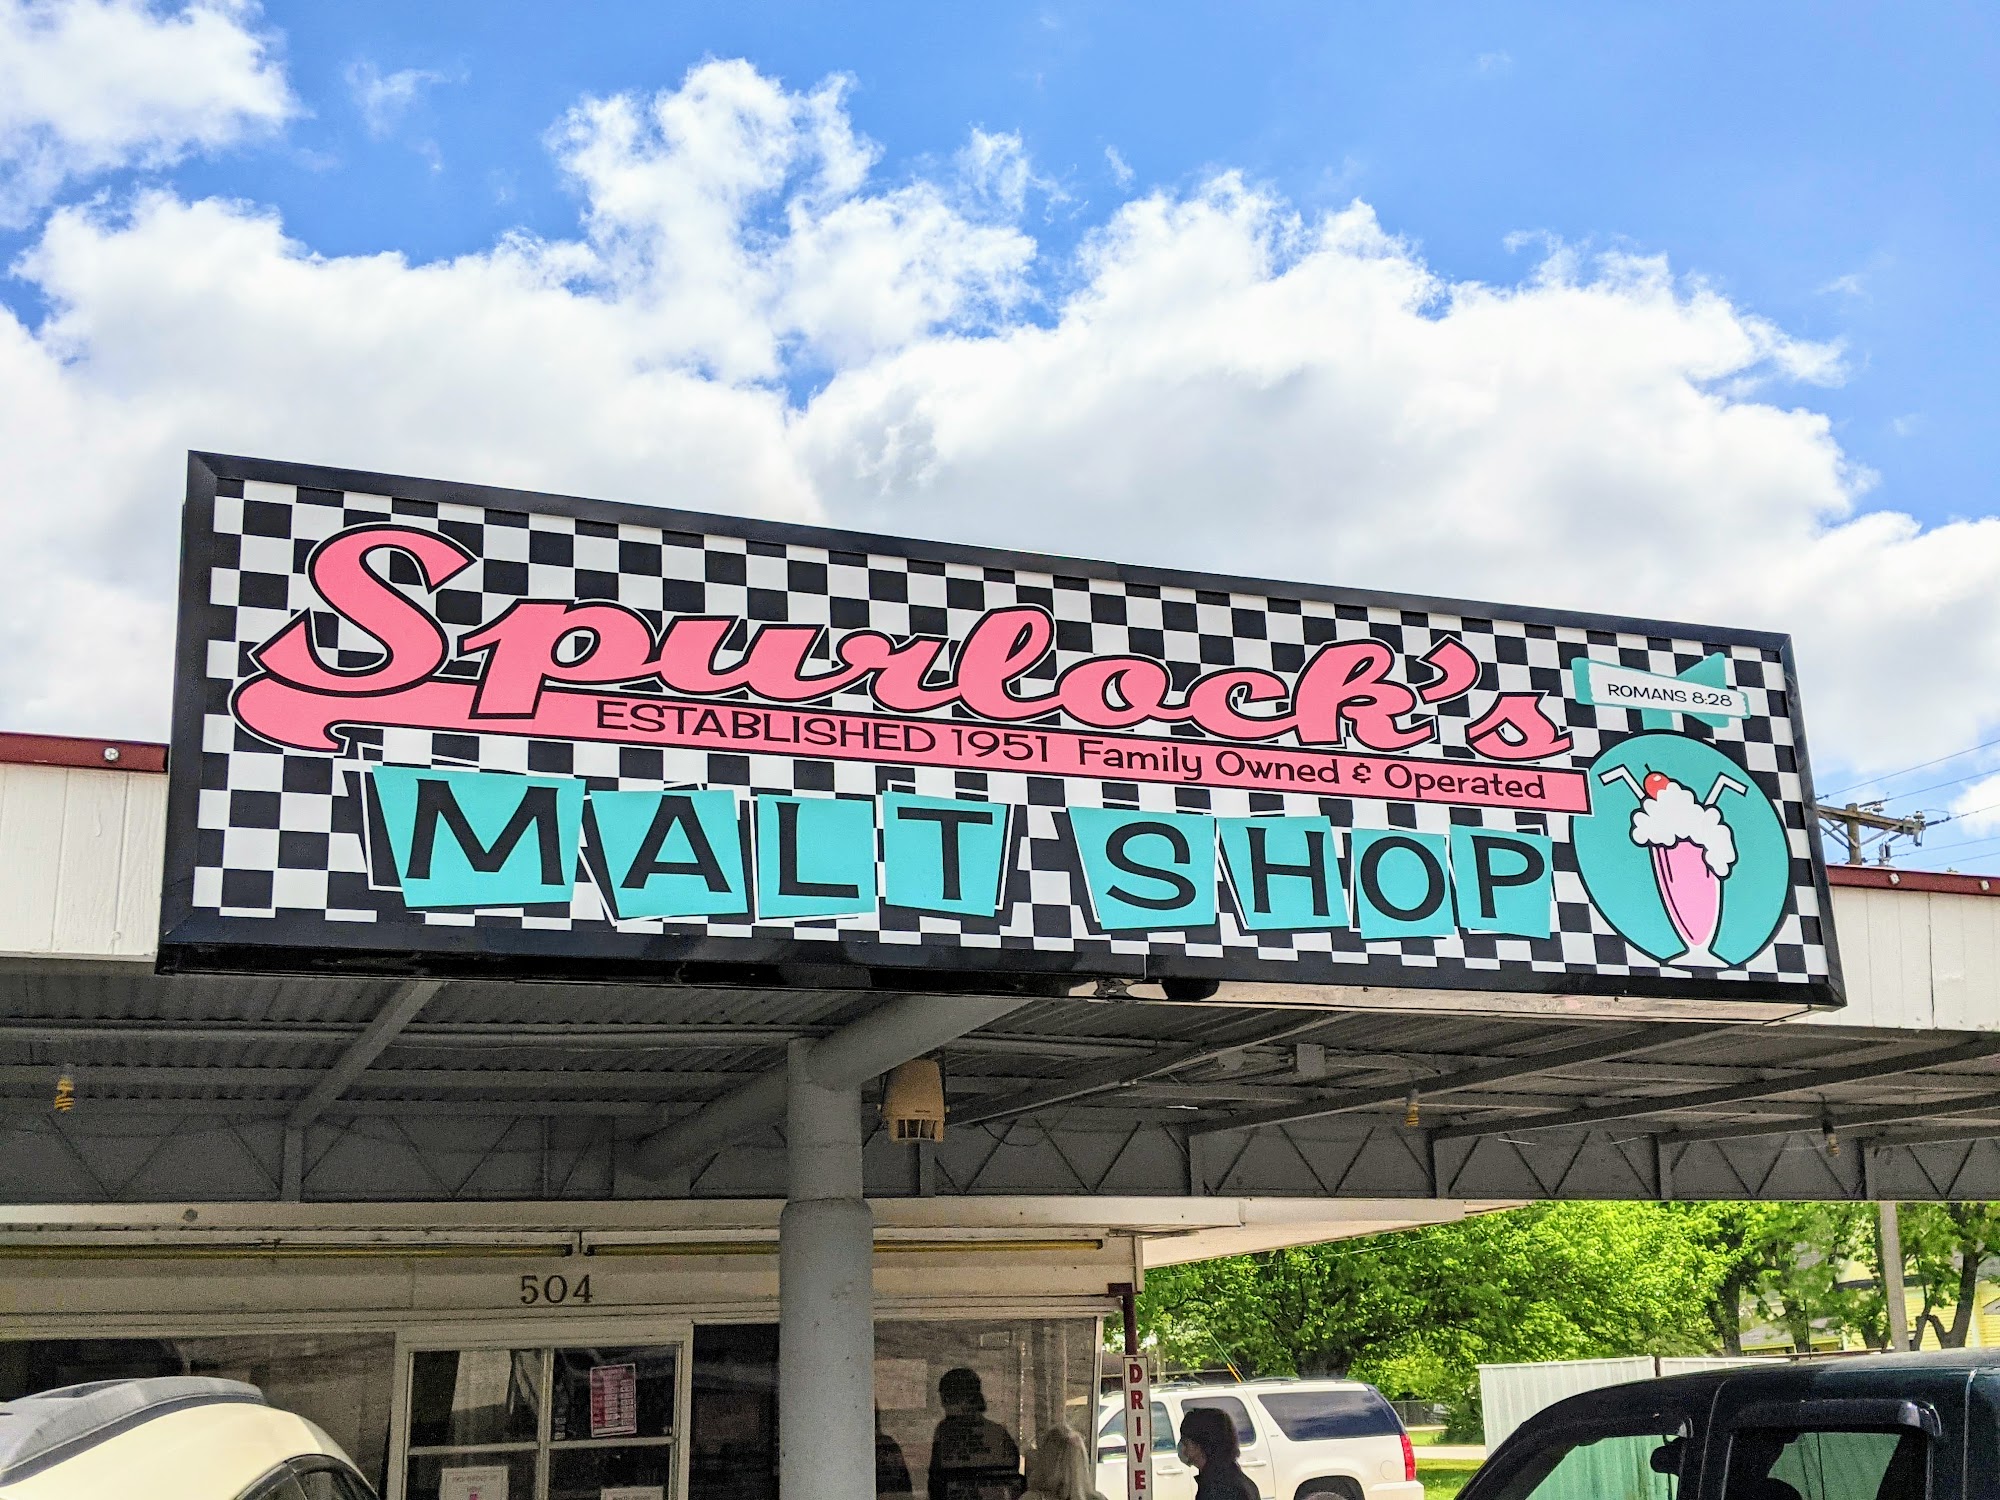 Spurlock's
ESTABLISHED 1951 Family Owned & Operated
ROMANS 8:28
MALT SHOP
504
DRIVE